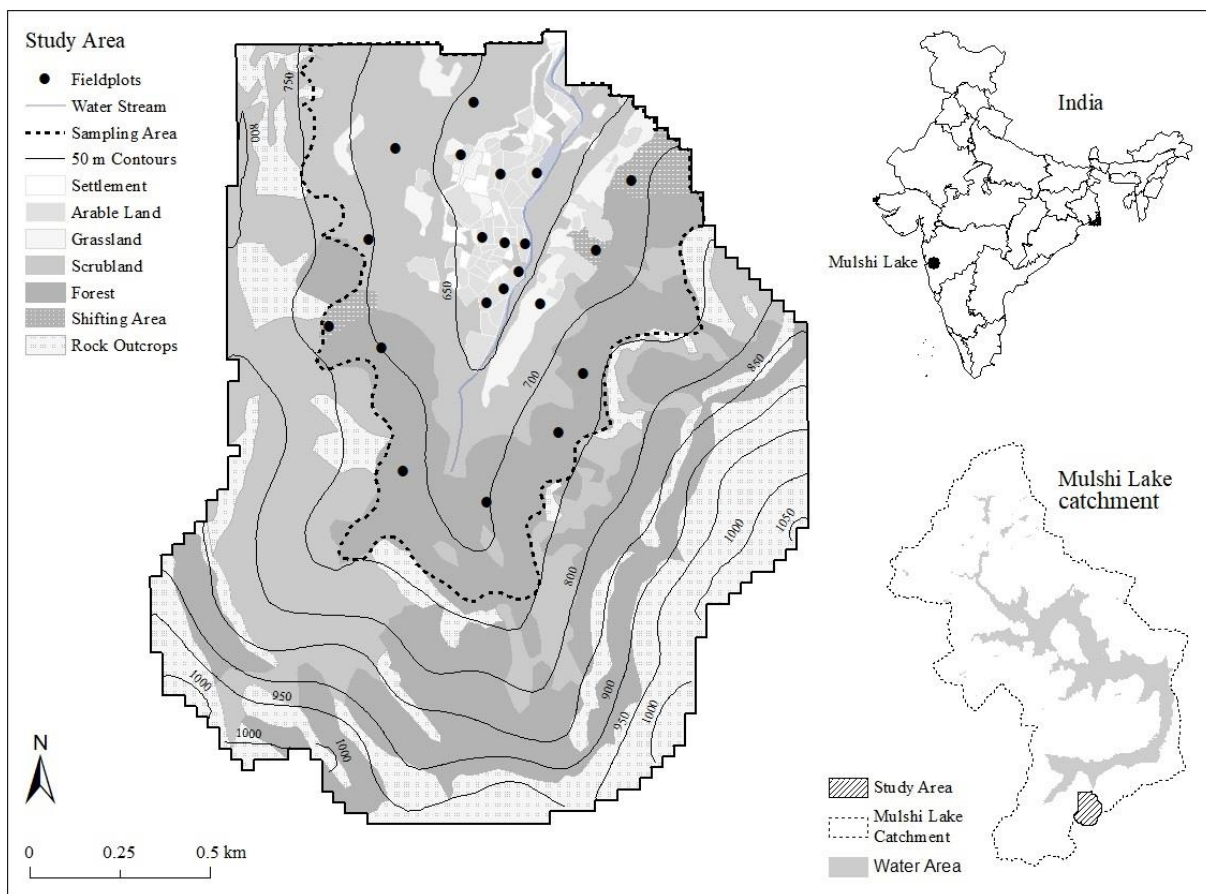 Study Area
Fieldplots
Water Stream
Sampling Area
50 m Contours
Settlement
Arable Land
Grassland
Scrubland
Forest
Shifting Area
Rock Outcrops
750
800
650
700
850
800
1000
1050
900
950
1000
1000
950
1000
1000
N
0 0.25 0.5 km
India
Mulshi Lake
Mulshi Lake
catchment
Study Area
Mulshi Lake
Catchment
Water Area